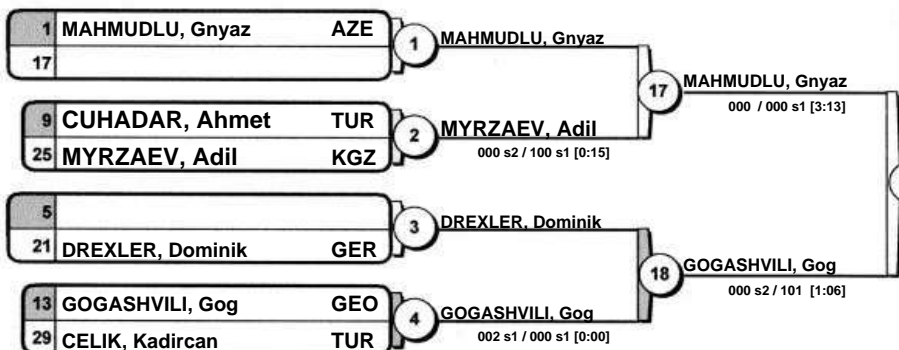 1 MAHMUDLU, Gnyaz AZE
17
1 MAHMUDLU, Gnyaz
9 CUHADAR, Ahmet TUR
25 MYRZAEV, Adil KGZ
2 MYRZAEV, Adil
000 s2 / 100 s1 [0:15]
17 MAHMUDLU, Gnyaz
000 / 000 s1 [3:13]
5
21 DREXLER, Dominik GER
3 DREXLER, Dominik
13 GOGASHVILI, Gog GEO
29 CELIK, Kadircan TUR
4 GOGASHVILI, Gog
002 s1 / 000 s1 [0:00]
18 GOGASHVILI, Gog
000 s2 / 101 [1:06]